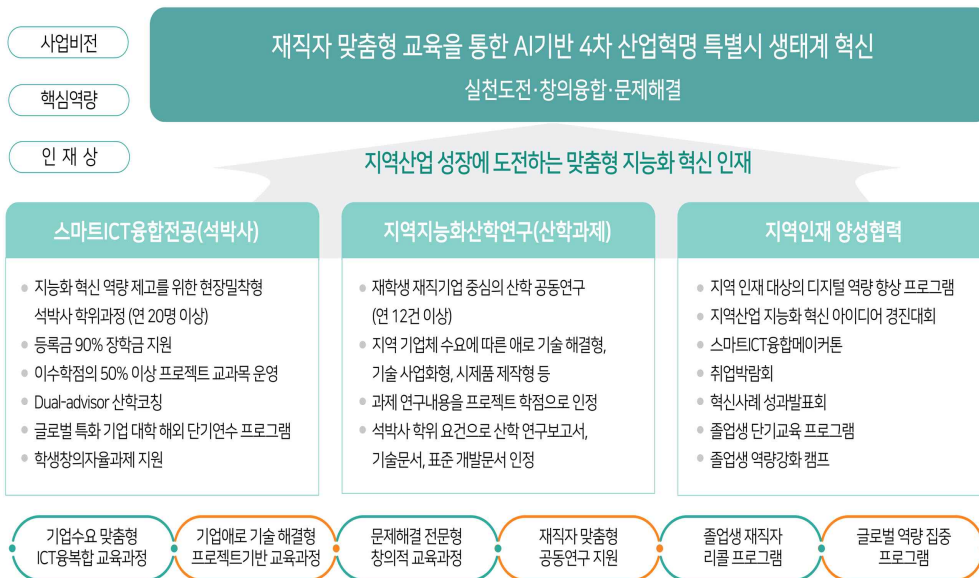 사업비전
핵심역량
인 재 상
재직자 맞춤형 교육을 통한 AI기반 4차 산업혁명 특별시 생태계 혁신
실천도전·창의융합·문제해결
지역산업 성장에 도전하는 맞춤형 지능화 혁신 인재
스마트ICT융합전공(석박사)
지능화 혁신 역량 제고를 위한 현장밀착형
석박사 학위과정 (연 20명 이상)
등록금 90% 장학금 지원
이수학점의 50% 이상 프로젝트 교과목 운영
Dual-advisor 산학코칭
글로벌 특화 기업 대학 해외 단기연수 프로그램
학생창의자율과제 지원
지역지능화산학연구(산학과제)
재학생 재직기업 중심의 산학 공동연구
(연 12건 이상)
지역 기업체 수요에 따른 애로 기술 해결형,
기술 사업화형, 시제품 제작형 등
과제 연구내용을 프로젝트 학점으로 인정
석박사 학위 요건으로 산학 연구보고서,
기술문서, 표준 개발문서 인정
지역인재 양성협력
지역 인재 대상의 디지털 역량 향상 프로그램
지역산업 지능화 혁신 아이디어 경진대회
스마트ICT융합메이커톤
취업박람회
혁신사례 성과발표회
졸업생 단기교육 프로그램
졸업생 역량강화 캠프
기업수요 맞춤형
ICT융복합 교육과정
기업애로 기술 해결형
프로젝트기반 교육과정
문제해결 전문형
창의적 교육과정
재직자 맞춤형
공동연구 지원
졸업생 재직자
리콜 프로그램
글로벌 역량 집중
프로그램